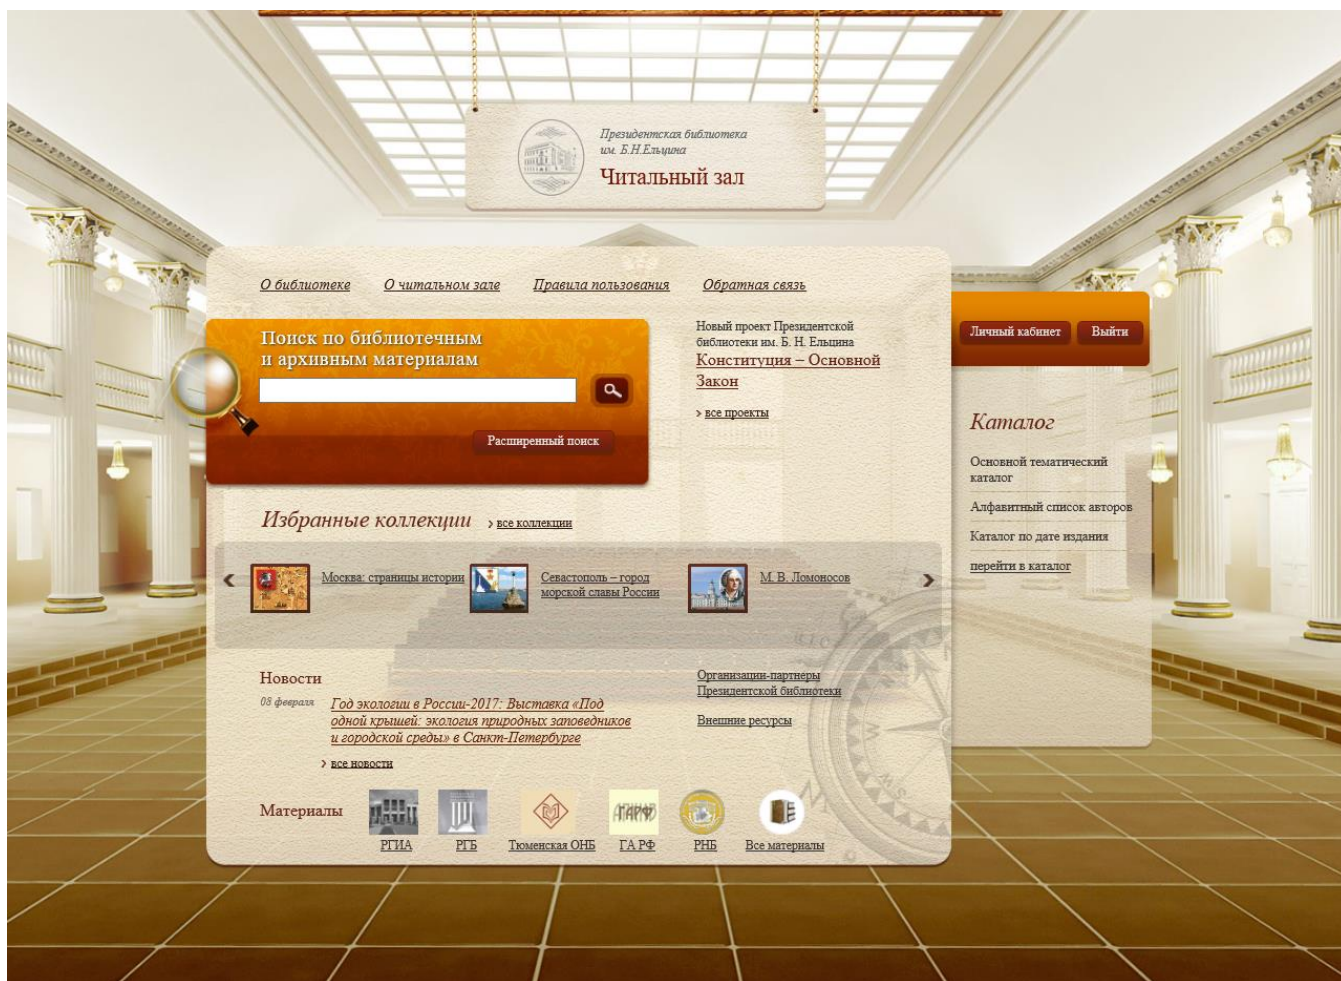 Президентская библиотека
им. Б.Н.Ельцина
Читальный зал
О библиотеке
О читальном зале
Правила пользования
Обратная связь
Поиск по библиотечным
и архивным материалам
Расширенный поиск
Новый проект Президентской
библиотеки им. Б. Н. Ельцина
Конституция – Основной
Закон
все проекты
Личный кабинет
Выйти
Каталог
Основной тематический
каталог
Алфавитный список авторов
Каталог по дате издания
перейти в каталог
Избранные коллекции
все коллекции
Москва: страницы истории
Севастополь – город
морской славы России
М. В. Ломоносов
Новости
08 февраля
Год экологии в России-2017: Выставка «Под
одной крышей: экология природных заповедников
и городской среды» в Санкт-Петербурге
все новости
Организации-партнеры
Президентской библиотеки
Внешние ресурсы
Материалы
РГИА
РГБ
Тюменская ОНБ
ГА РФ
РНБ
Все материалы